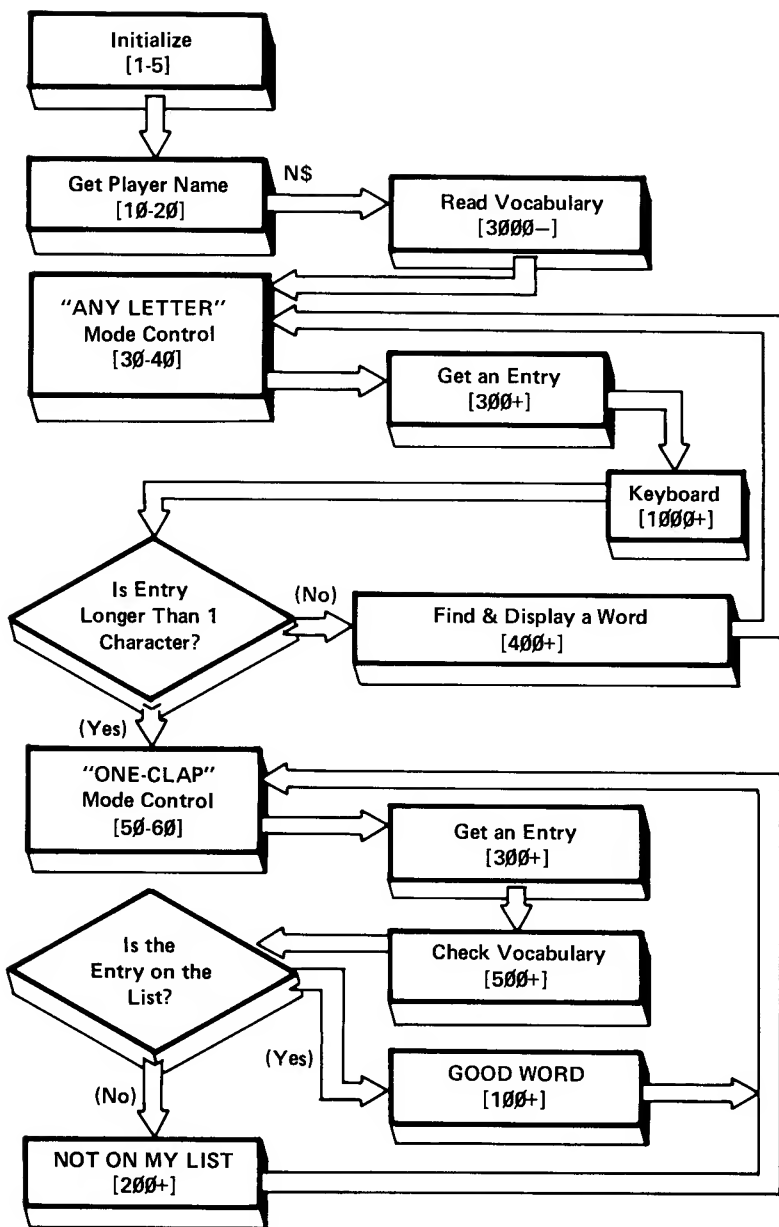 Initialize
[1-5]
Get Player Name
[1Ø-2Ø]
N$
Read Vocabulary
[3ØØØ—]
"ANY LETTER"
Mode Control
[3Ø-4Ø]
Get an Entry
[3ØØ+]
Keyboard
[1ØØØ+]
Is Entry
Longer Than 1
Character?
(No)
Find & Display a Word
[4ØØ+]
(Yes)
"ONE-CLAP"
Mode Control
[5Ø-6Ø]
Get an Entry
[3ØØ+]
Is the
Entry on the
List?
Check Vocabulary
[5ØØ+]
(Yes)
GOOD WORD
[1ØØ+]
(No)
NOT ON MY LIST
[2ØØ+]